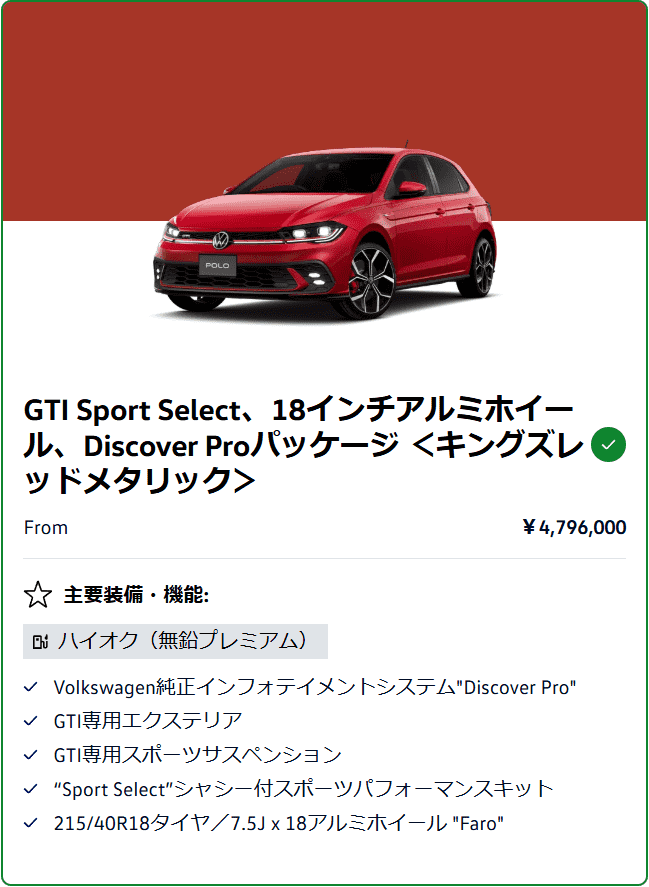 POLO
GTI Sport Select、18インチアルミホイー
ル、Discover Proパッケージ ＜キングズレ
ッドメタリック＞
From
￥4,796,000
主要装備・機能:
ハイオク（無鉛プレミアム）
Volkswagen純正インフォテイメントシステム"Discover Pro"
GTI専用エクステリア
GTI専用スポーツサスペンション
“Sport Select”シャシー付スポーツパフォーマンスキット
215/40R18タイヤ／7.5J x 18アルミホイール "Faro"